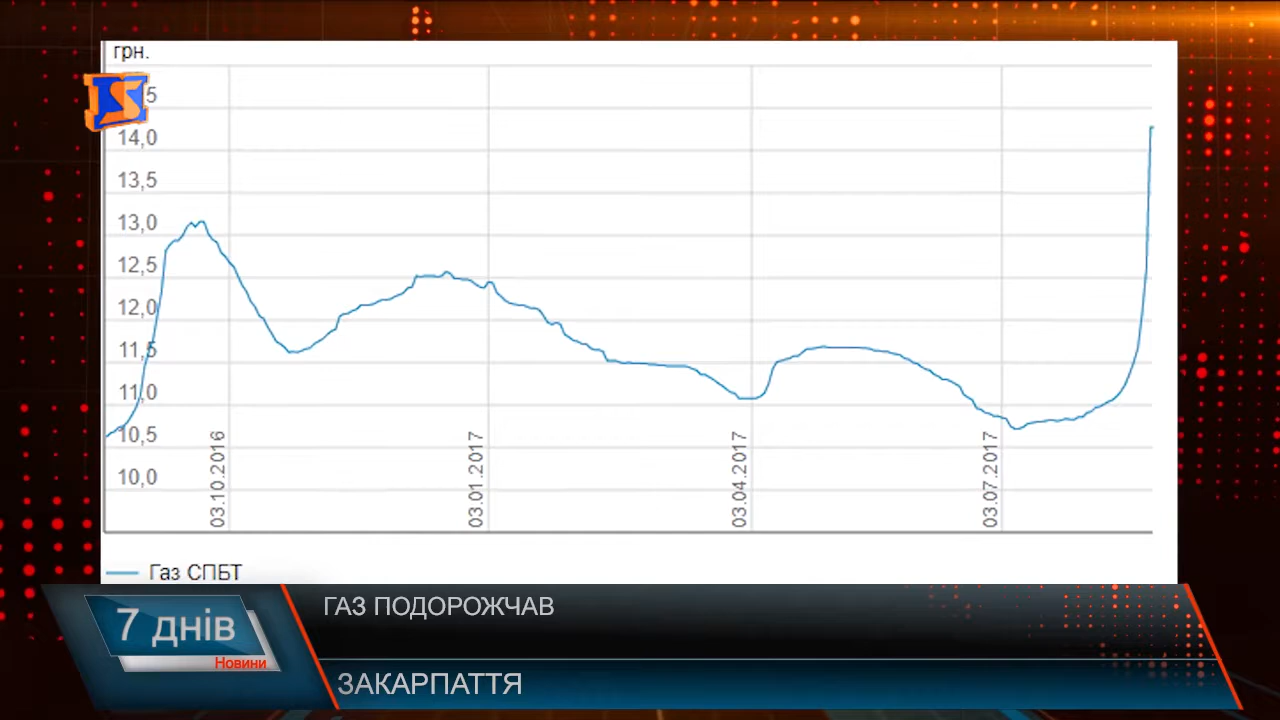 грн.
5
14,0
13,5
13,0
12,5
12,0
11,5
11,0
10,5
10,0
03.10.2016
03.01.2017
03.04.2017
03.07.2017
Газ СПБТ
7 днів
Новини
ГАЗ ПОДОРОЖЧАВ
ЗАКАРПАТТЯ